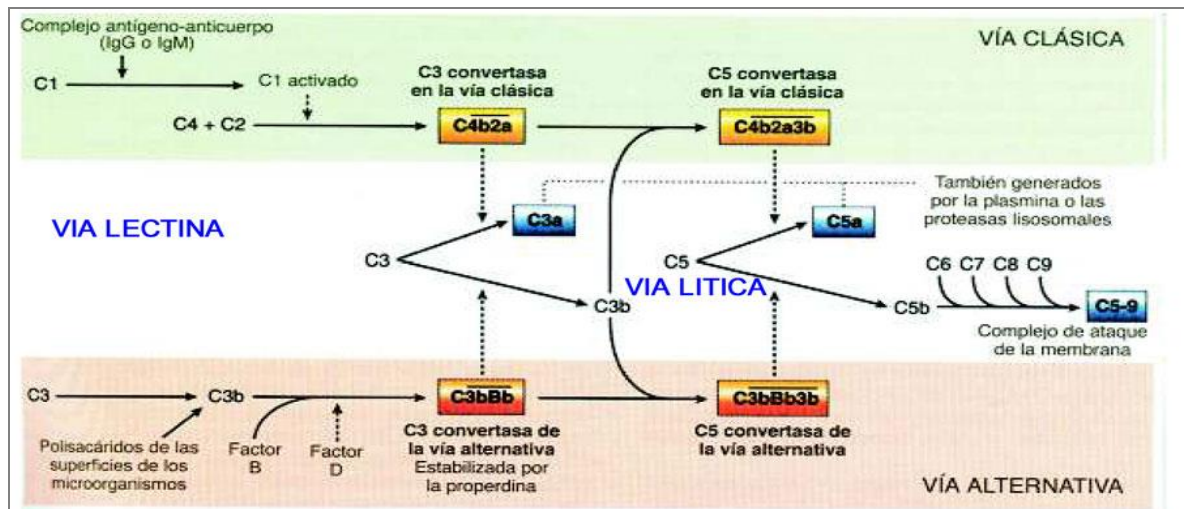 Complejo antígeno-anticuerpo
(IgG o IgM)
VÍA CLÁSICA
C1
C1 activado
C3 convertasa
en la vía clásica
C5 convertasa
en la vía clásica
C4 + C2
C4b2a
C4b2a3b
VIA LECTINA
C3a
C5a
También generados
por la plasmina o las
proteasas lisosomales
C3
C5
VIA LITICA
C3b
C5b
C6 C7 C8 C9
C5-9
Complejo de ataque
de la membrana
C3
C3b
C3bBb
C3bBb3b
Polisacáridos de las
superficies de los
microorganismos
Factor
B
Factor
D
C3 convertasa de
la vía alternativa
Estabilizada por
la properdina
C5 convertasa de
la vía alternativa
VÍA ALTERNATIVA